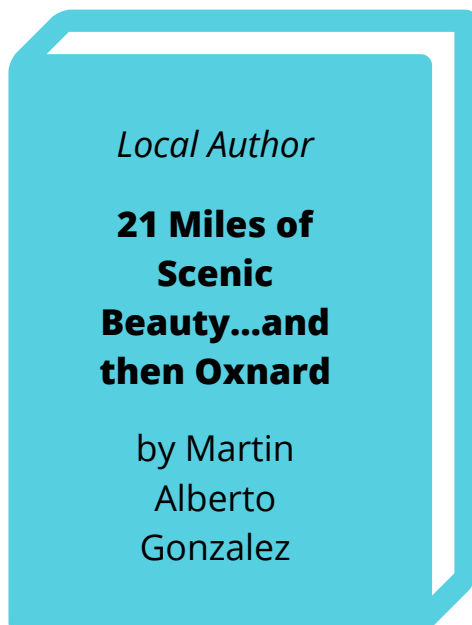 Local Author
21 Miles of
Scenic
Beauty...and
then Oxnard
by Martin
Alberto
Gonzalez